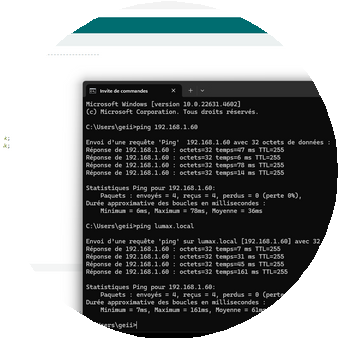 Invite de commandes
Microsoft Windows [version 10.0.22631.4602]
(c) Microsoft Corporation. Tous droits réservés.
C:\Users\geii>ping 192.168.1.60
Envoi d'une requête 'Ping' 192.168.1.60 avec 32 octets de données :
Réponse de 192.168.1.60 : octets=32 temps=47 ms TTL=255
Réponse de 192.168.1.60 : octets=32 temps=6 ms TTL=255
Réponse de 192.168.1.60 : octets=32 temps=78 ms TTL=255
Réponse de 192.168.1.60 : octets=32 temps=14 ms TTL=255
Statistiques Ping pour 192.168.1.60:
Paquets : envoyés = 4, reçus = 4, perdus = 0 (perte 0%),
Durée approximative des boucles en millisecondes :
Minimum = 6ms, Maximum = 78ms, Moyenne = 36ms
C:\Users\geii>ping lumax.local
Envoi d'une requête 'ping' sur lumax.local [192.168.1.60] avec 32
Réponse de 192.168.1.60 : octets=32 temps=7 ms TTL=255
Réponse de 192.168.1.60 : octets=32 temps=31 ms TTL=255
Réponse de 192.168.1.60 : octets=32 temps=45 ms TTL=255
Réponse de 192.168.1.60 : octets=32 temps=161 ms TTL=255
Statistiques Ping pour 192.168.1.60:
Paquets : envoyés = 4, reçus = 4, perdus = 0 (perte
Durée approximative des boucles en millisecondes :
Minimum = 7ms, Maximum = 161ms, Moyenne = 61ms
sers\geii>